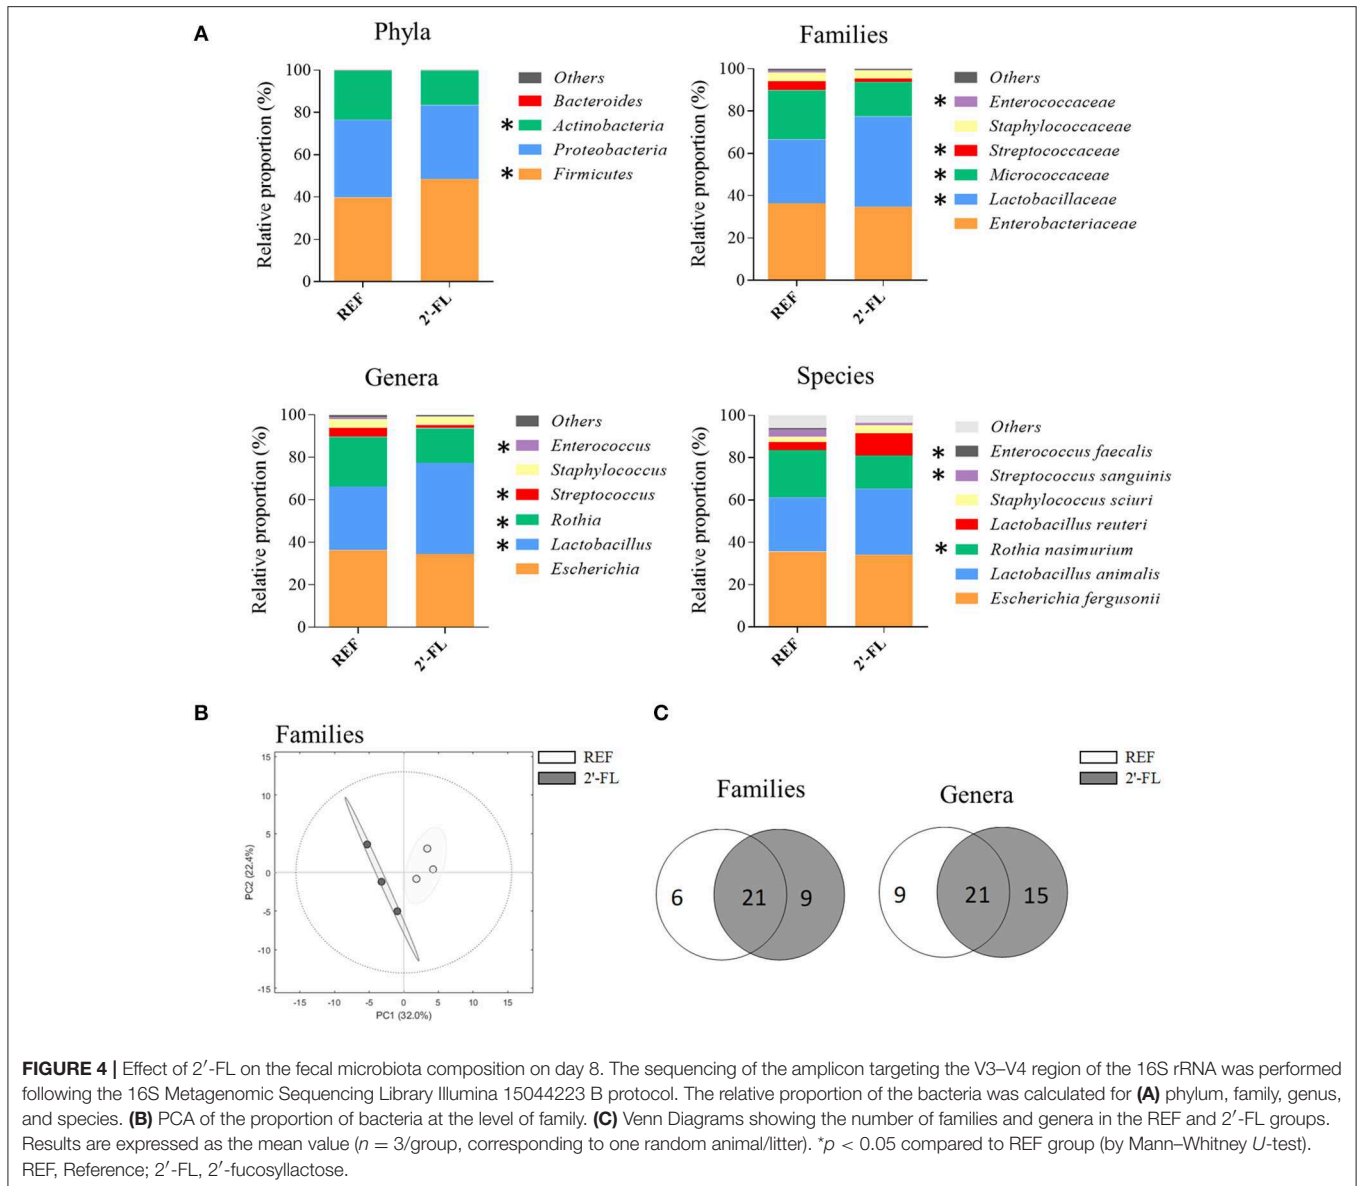 A
Phyla
Relative proportion (%)
100
80
60
40
20
0
REF
2'-FL
Others
Bacteroides
* Actinobacteria
Proteobacteria
* Firmicutes
Families
Relative proportion (%)
100
80
60
40
20
0
REF
2'-FL
Others
* Enterococcaceae
Staphylococcaceae
* Streptococcaceae
* Micrococcaceae
* Lactobacillaceae
Enterobacteriaceae
Genera
Relative proportion (%)
100
80
60
40
20
0
REF
2'-FL
Others
* Enterococcus
Staphylococcus
* Streptococcus
* Rothia
* Lactobacillus
Escherichia
Species
Relative proportion (%)
100
80
60
40
20
0
REF
2'-FL
Others
* Enterococcus faecalis
* Streptococcus sanguinis
Staphylococcus sciuri
Lactobacillus reuteri
* Rothia nasimurium
Lactobacillus animalis
Escherichia fergusonii
B
Families
REF
2'-FL
PC2 (22.4%)
15
10
5
0
-5
-10
-15
-15 -10 -5 0 5 10 15
PC1 (32.0%)
C
REF
2'-FL
Families
6 21 9
Genera
9 21 15
FIGURE 4 | Effect of 2′-FL on the fecal microbiota composition on day 8. The sequencing of the amplicon targeting the V3–V4 region of the 16S rRNA was performed
following the 16S Metagenomic Sequencing Library Illumina 15044223 B protocol. The relative proportion of the bacteria was calculated for (A) phylum, family, genus,
and species. (B) PCA of the proportion of bacteria at the level of family. (C) Venn Diagrams showing the number of families and genera in the REF and 2′-FL groups.
Results are expressed as the mean value (n = 3/group, corresponding to one random animal/litter). *p < 0.05 compared to REF group (by Mann–Whitney U-test).
REF, Reference; 2′-FL, 2′-fucosyllactose.